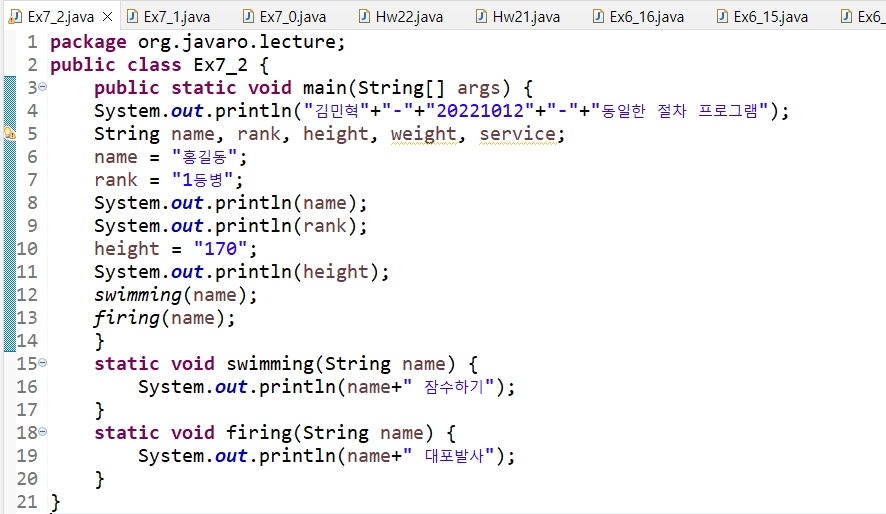 Ex7_2.java Ex7_1.java Ex7_0.java Hw22.java Hw21.java Ex6_16.java Ex6_15.java Ex6_
1 package org.javaro.lecture;
2 public class Ex7_2 {
3 public static void main(String[] args) {
4 System.out.println("김민혁"+"-"+"20221012"+"-"+"동일한 절차 프로그램");
5 String name, rank, height, weight, service;
6 name = "홍길동";
7 rank = "1등병";
8 System.out.println(name);
9 System.out.println(rank);
10 height = "170";
11 System.out.println(height);
12 swimming(name);
13 firing(name);
14 }
15 static void swimming(String name) {
16 System.out.println(name+" 잠수하기");
17 }
18 static void firing(String name) {
19 System.out.println(name+" 대포발사");
20 }
21 }